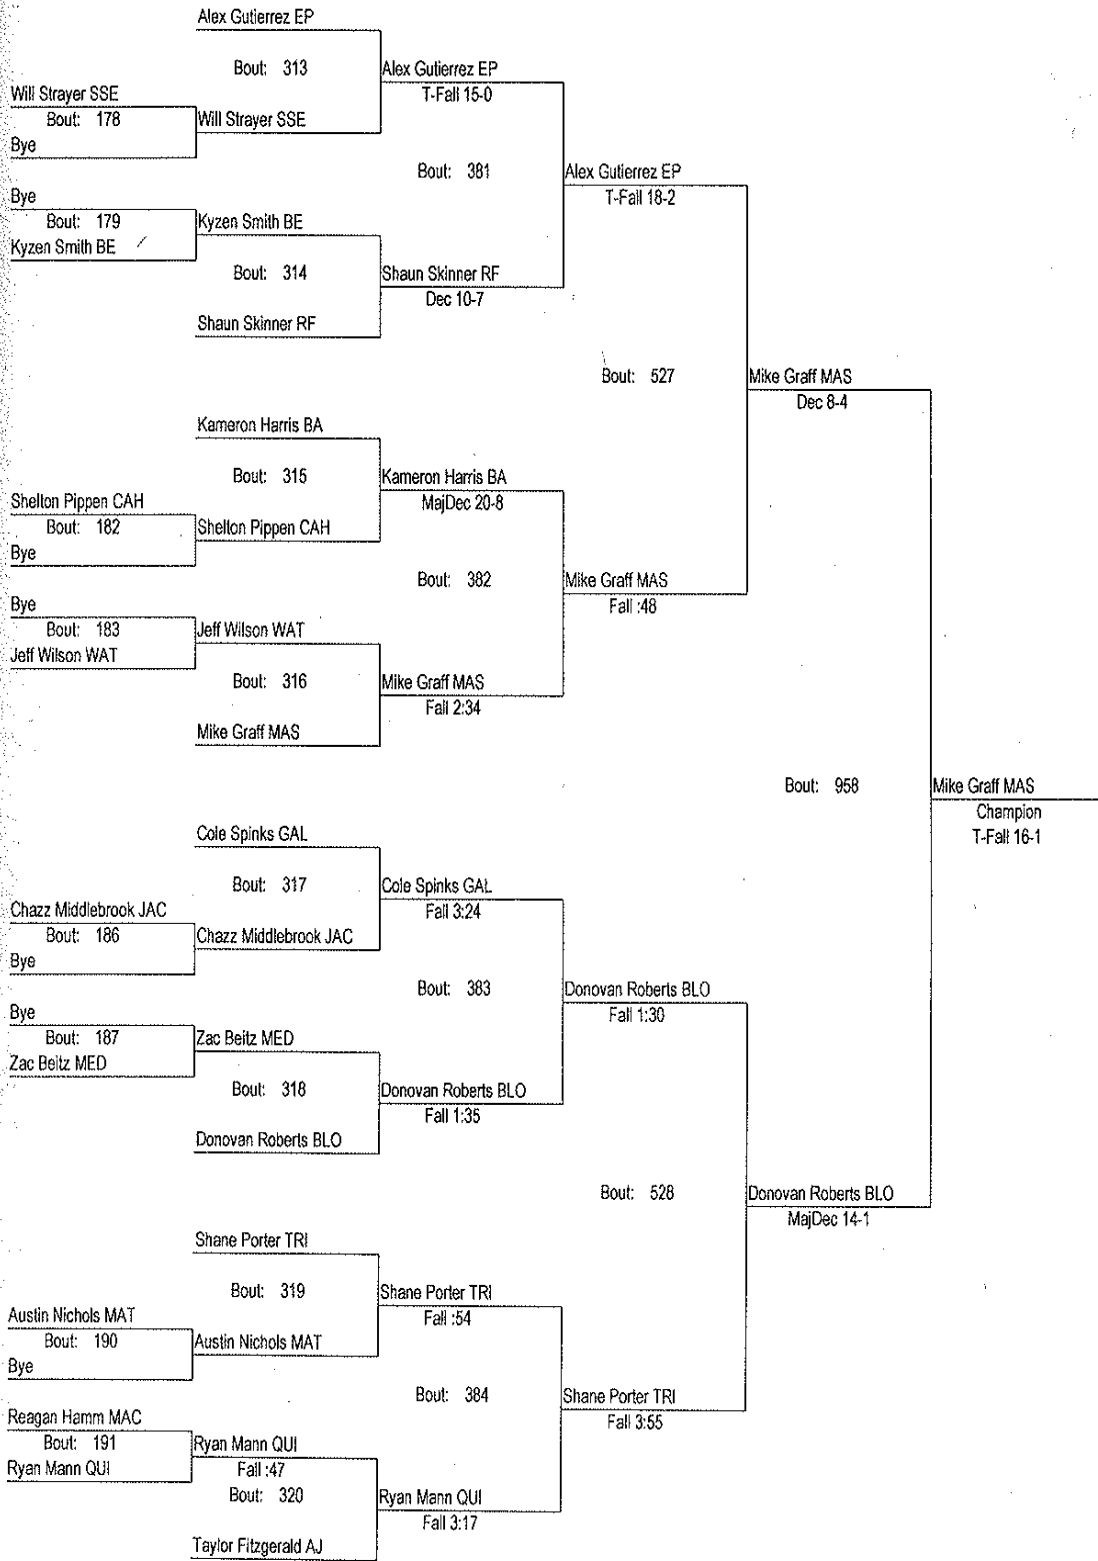 Alex Gutierrez EP
Bout: 313
Alex Gutierrez EP
T-Fall 15-0
Will Strayer SSE
Bout: 178
Will Strayer SSE
Bye
Bout: 381
Alex Gutierrez EP
T-Fall 18-2
Bye
Bout: 179
Kyzen Smith BE
Kyzen Smith BE
Bout: 314
Shaun Skinner RF
Dec 10-7
Shaun Skinner RF
Bout: 527
Mike Graff MAS
Dec 8-4
Kameron Harris BA
Bout: 315
Kameron Harris BA
MajDec 20-8
Shelton Pippen CAH
Bout: 182
Shelton Pippen CAH
Bye
Bout: 382
Mike Graff MAS
Fall :48
Bye
Bout: 183
Jeff Wilson WAT
Jeff Wilson WAT
Bout: 316
Mike Graff MAS
Fall 2:34
Mike Graff MAS
Bout: 958
Mike Graff MAS
Champion
T-Fall 16-1
Cole Spinks GAL
Bout: 317
Cole Spinks GAL
Fall 3:24
Chazz Middlebrook JAC
Bout: 186
Chazz Middlebrook JAC
Bye
Bout: 383
Donovan Roberts BLO
Fall 1:30
Bye
Bout: 187
Zac Beitz MED
Zac Beitz MED
Bout: 318
Donovan Roberts BLO
Fall 1:35
Donovan Roberts BLO
Bout: 528
Donovan Roberts BLO
MajDec 14-1
Shane Porter TRI
Bout: 319
Shane Porter TRI
Fall :54
Austin Nichols MAT
Bout: 190
Austin Nichols MAT
Bye
Bout: 384
Shane Porter TRI
Fall 3:55
Reagan Hamm MAC
Bout: 191
Ryan Mann QUI
Ryan Mann QUI
Fall :47
Bout: 320
Ryan Mann QUI
Fall 3:17
Taylor Fitzgerald AJ